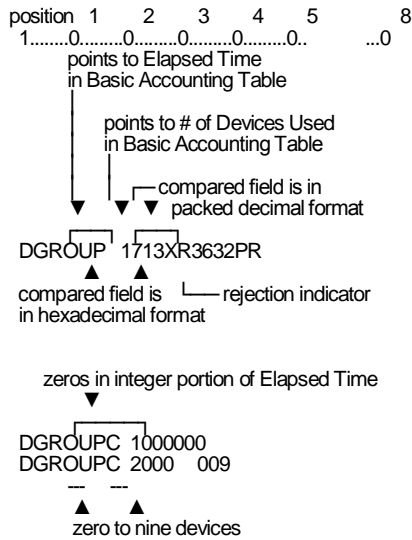 position 1 2 3 4 5 8
1........0.........0.........0.........0.........0.. ...0
points to Elapsed Time
in Basic Accounting Table
points to # of Devices Used
in Basic Accounting Table
compared field is in
packed decimal format
DGROUP 1713XR3632PR
compared field is
in hexadecimal format
rejection indicator
zeros in integer portion of Elapsed Time
DGROUPC 1000000
DGROUPC 2000 009
--- ---
zero to nine devices